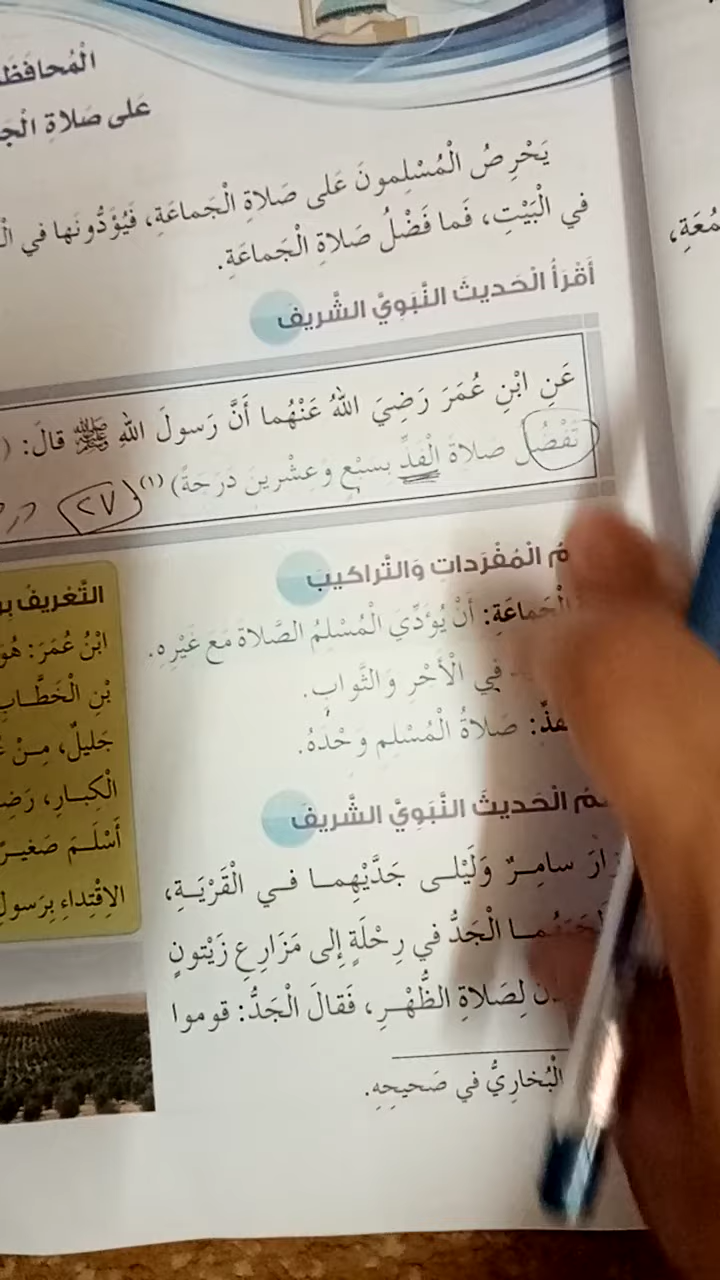 الْمُحافَظَ
عَلى صَلاةِ الْجَ
يَحْرِصُ الْمُسْلِمونَ عَلى صَلاةِ الْجَماعَةِ، فَيُؤَدُّونَها في الْ
في الْبَيْتِ، فَما فَضْلُ صَلاةِ الْجَماعَةِ.
أَقْرَأُ الْحَديثَ النَّبَوِيَّ الشَّريفَ
عَنِ ابْنِ عُمَرَ رَضِيَ اللهُ عَنْهُما أَنَّ رَسولَ اللهِ ﷺ قالَ: (
تَفْضُل صَلاةَ الْفَذِّ بِسَبْعٍ وَعِشْرينَ دَرَجَةً) (١)
٢٧
مُ الْمُفْرَداتِ وَالتَّراكيبَ
الْجَماعَةِ: أَنْ يُؤَدِّيَ الْمُسْلِمُ الصَّلاةَ مَعَ غَيْرِهِ.
في الْأَجْرِ وَالثَّوابِ.
فَذِّ: صَلاةُ الْمُسْلِمِ وَحْدَهُ.
التَّعْريفُ بِر
ابْنُ عُمَرَ: هُوَ
بْنِ الْخَطَّابِ
جَليلٌ، مِنْ عُ
الْكِبارِ، رَضِ
أَسْلَمَ صَغيرً
الِاقْتِداءِ بِرَسولِ
مُ الْحَديثَ النَّبَوِيَّ الشَّريفَ
زارَ سامِرٌ وَلَيْلى جَدَّيْهِما في الْقَرْيَةِ،
الْجَدُّ في رِحْلَةٍ إِلى مَزَارِعِ زَيْتونٍ
لِصَلاةِ الظُّهْرِ، فَقالَ الْجَدُّ: قوموا
الْبُخارِيُّ في صَحيحِهِ.
مُعَةِ،